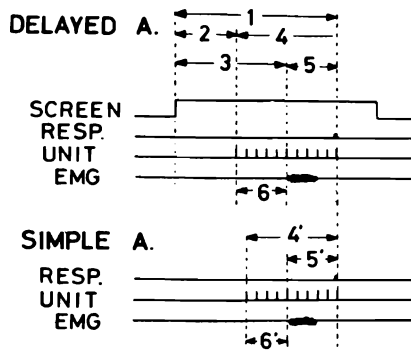 DELAYED A.
1
2 4
3 5
SCREEN
RESP.
UNIT
EMG
6
SIMPLE A.
4'
5'
RESP.
UNIT
EMG
6'